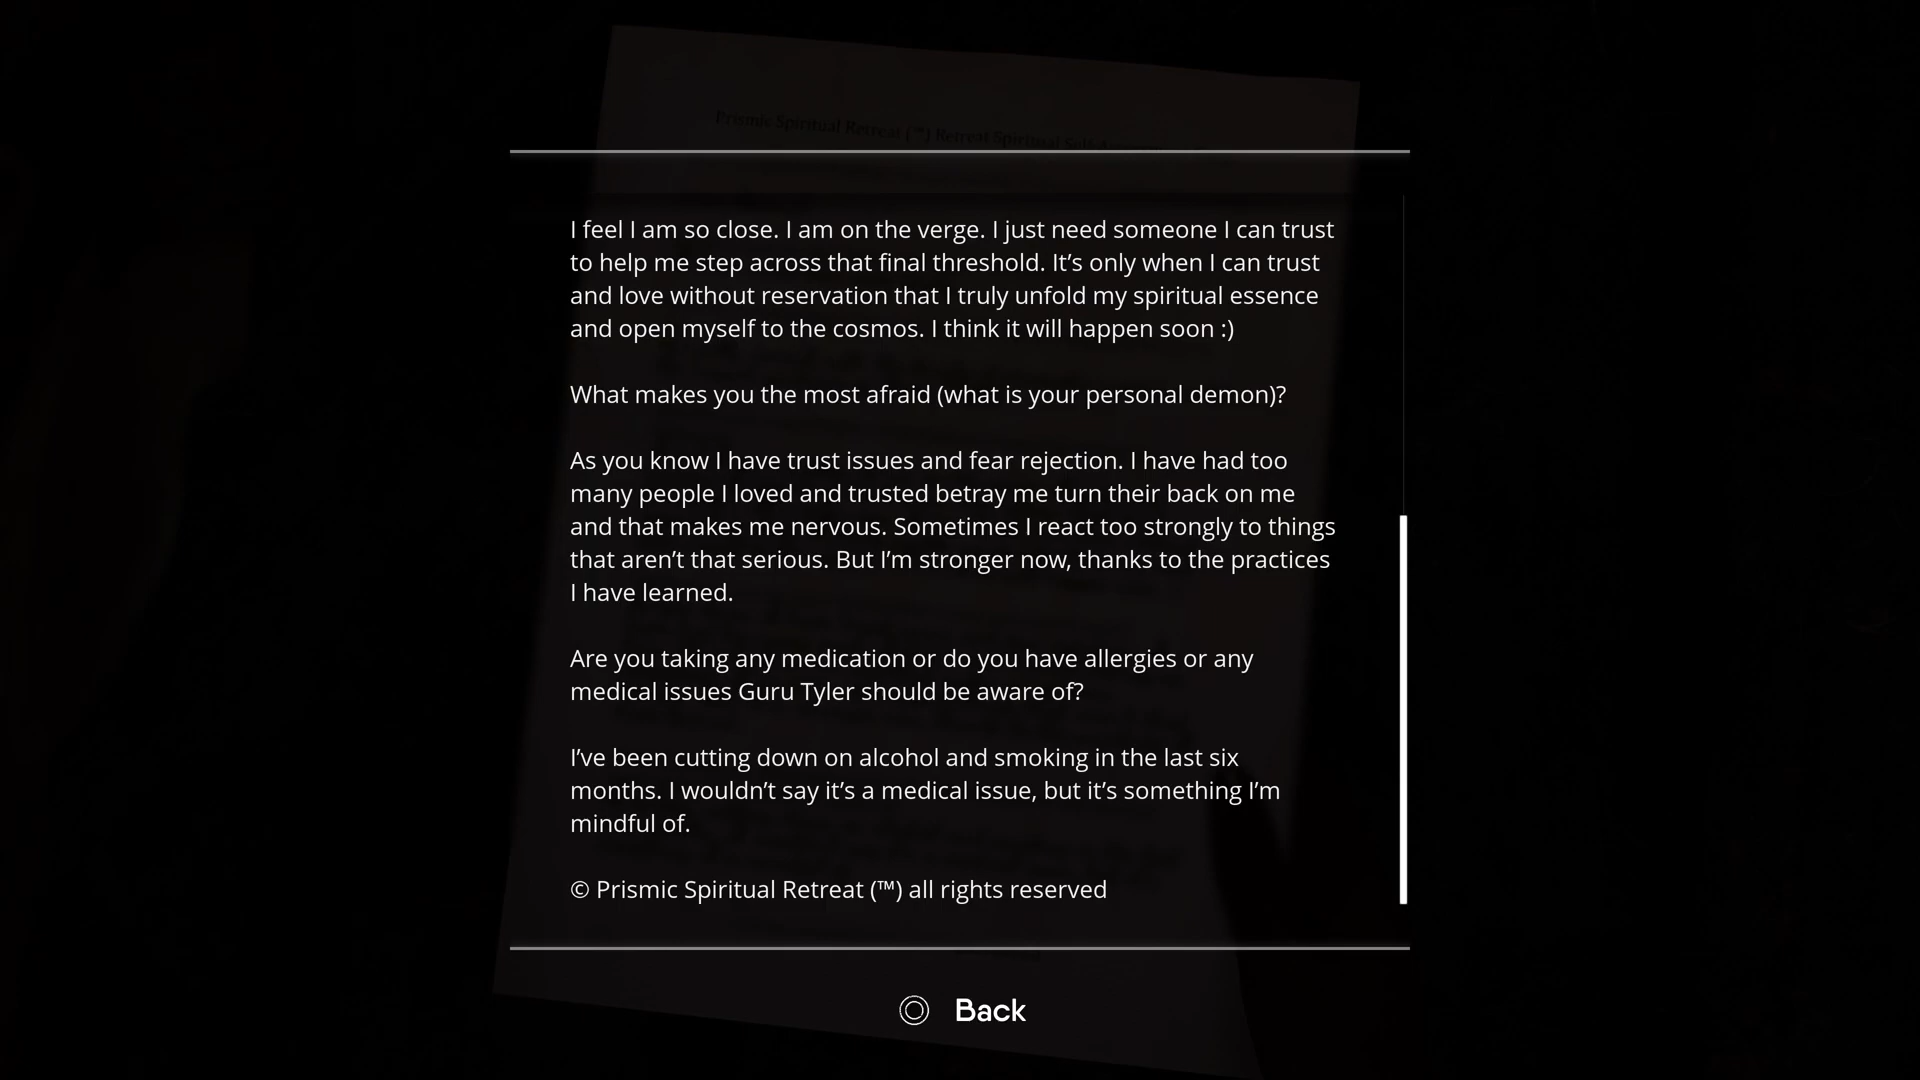 Prismic Spiritual Retreat (™) Retreat Spiritual Self
I feel I am so close. I am on the verge. I just need someone I can trust
to help me step across that final threshold. It’s only when I can trust
and love without reservation that I truly unfold my spiritual essence
and open myself to the cosmos. I think it will happen soon :)
What makes you the most afraid (what is your personal demon)?
As you know I have trust issues and fear rejection. I have had too
many people I loved and trusted betray me turn their back on me
and that makes me nervous. Sometimes I react too strongly to things
that aren’t that serious. But I’m stronger now, thanks to the practices
I have learned.
Are you taking any medication or do you have allergies or any
medical issues Guru Tyler should be aware of?
I’ve been cutting down on alcohol and smoking in the last six
months. I wouldn’t say it’s a medical issue, but it’s something I’m
mindful of.
© Prismic Spiritual Retreat (™) all rights reserved
Back